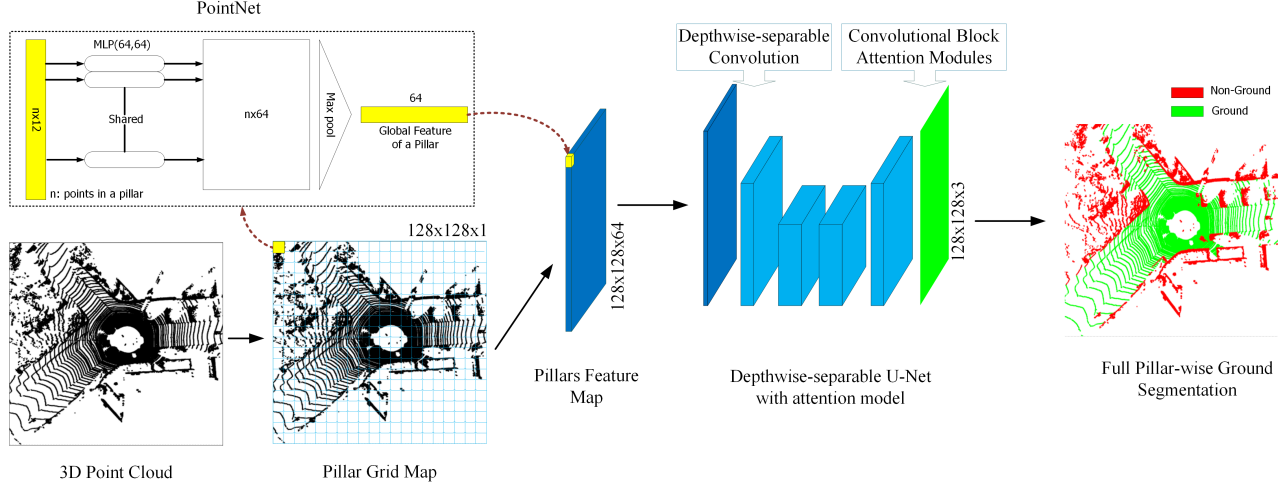 PointNet
MLP(64,64)
nx12
Shared
nx64
Max pool
64
Global Feature
of a Pillar
n: points in a pillar
128x128x1
3D Point Cloud
Pillar Grid Map
128x128x64
Pillars Feature
Map
Depthwise-separable
Convolution
Convolutional Block
Attention Modules
128x128x3
Depthwise-separable U-Net
with attention model
Non-Ground
Ground
Full Pillar-wise Ground
Segmentation